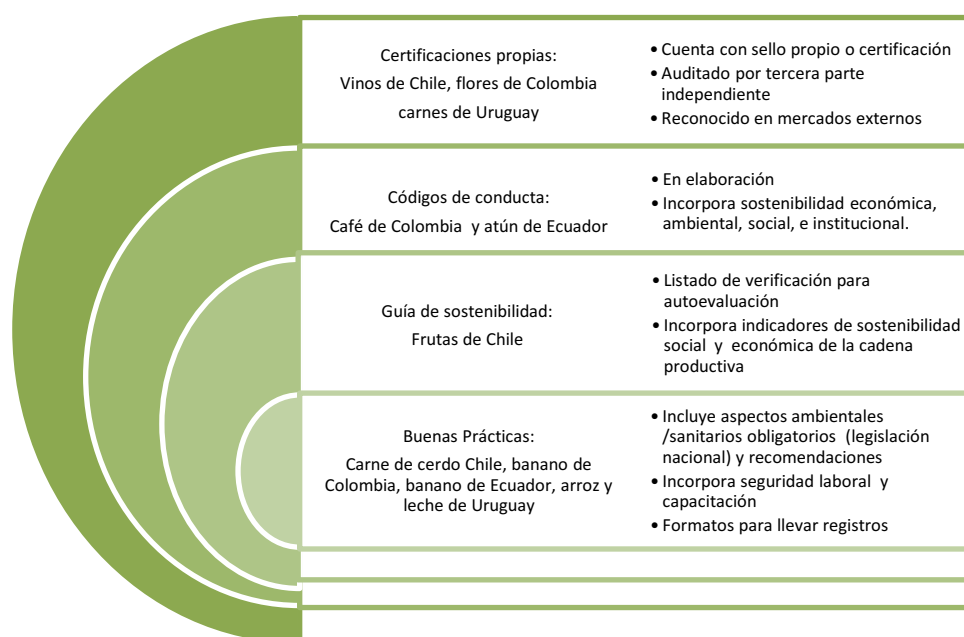 Certificaciones propias:
Vinos de Chile, flores de Colombia
carnes de Uruguay
• Cuenta con sello propio o certificación
• Auditado por tercera parte
independiente
• Reconocido en mercados externos
Códigos de conducta:
Café de Colombia y atún de Ecuador
• En elaboración
• Incorpora sostenibilidad económica,
ambiental, social, e institucional.
Guía de sostenibilidad:
Frutas de Chile
• Listado de verificación para
autoevaluación
• Incorpora indicadores de sostenibilidad
social y económica de la cadena
productiva
Buenas Prácticas:
Carne de cerdo Chile, banano de
Colombia, banano de Ecuador, arroz y
leche de Uruguay
• Incluye aspectos ambientales
/sanitarios obligatorios (legislación
nacional) y recomendaciones
• Incorpora seguridad laboral y
capacitación
• Formatos para llevar registros